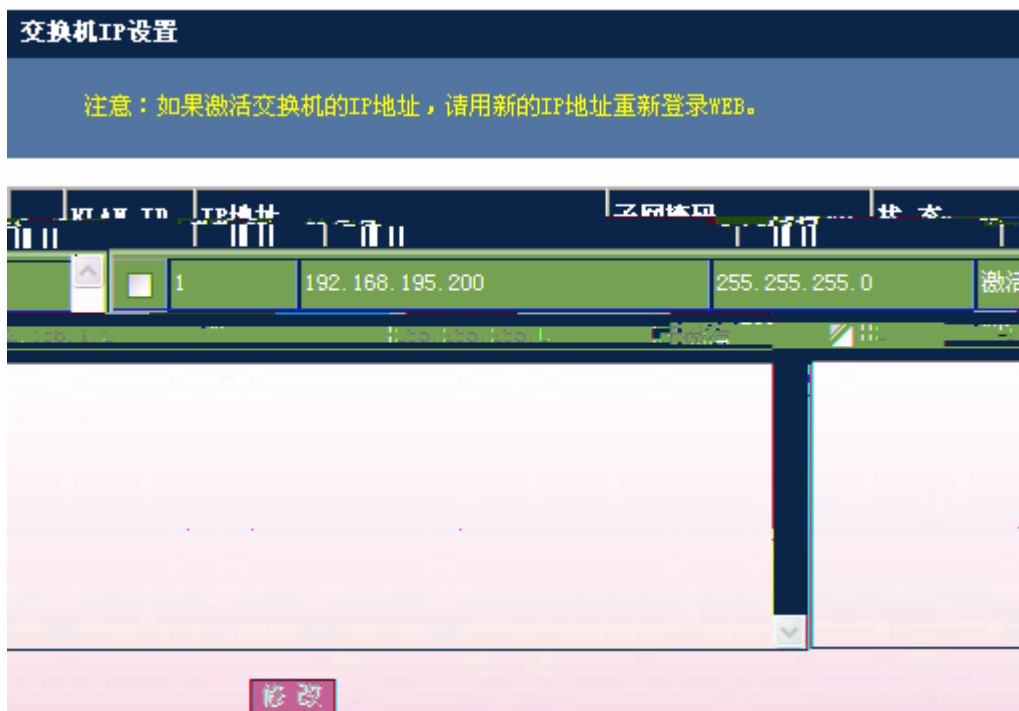 交换机IP设置
注意：如果激活交换机的IP地址，请用新的IP地址重新登录WEB。
IP地址 子网掩码 状 态
1 192.168.195.200 255.255.255.0 激活
修 改